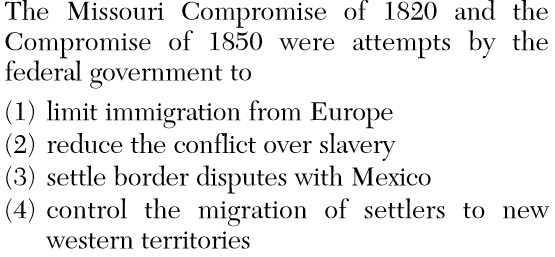 The Missouri Compromise of 1820 and the
Compromise of 1850 were attempts by the
federal government to
(1) limit immigration from Europe
(2) reduce the conflict over slavery
(3) settle border disputes with Mexico
(4) control the migration of settlers to new
western territories